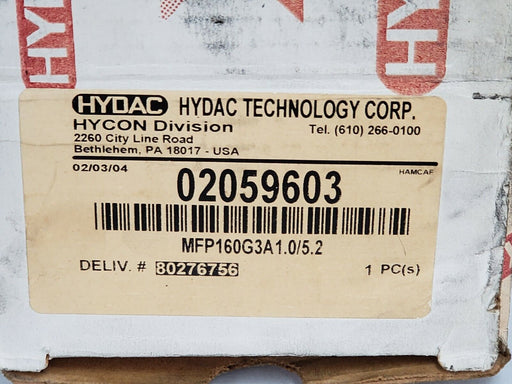 HYD
HYDAC HYDAC TECHNOLOGY CORP.
HYCON Division Tel. (610) 266-0100
2260 City Line Road
Bethlehem, PA 18017 - USA
02/03/04 HAMCAF
02059603
MFP160G3A1.0/5.2
DELIV. # 80276756 1 PC(s)